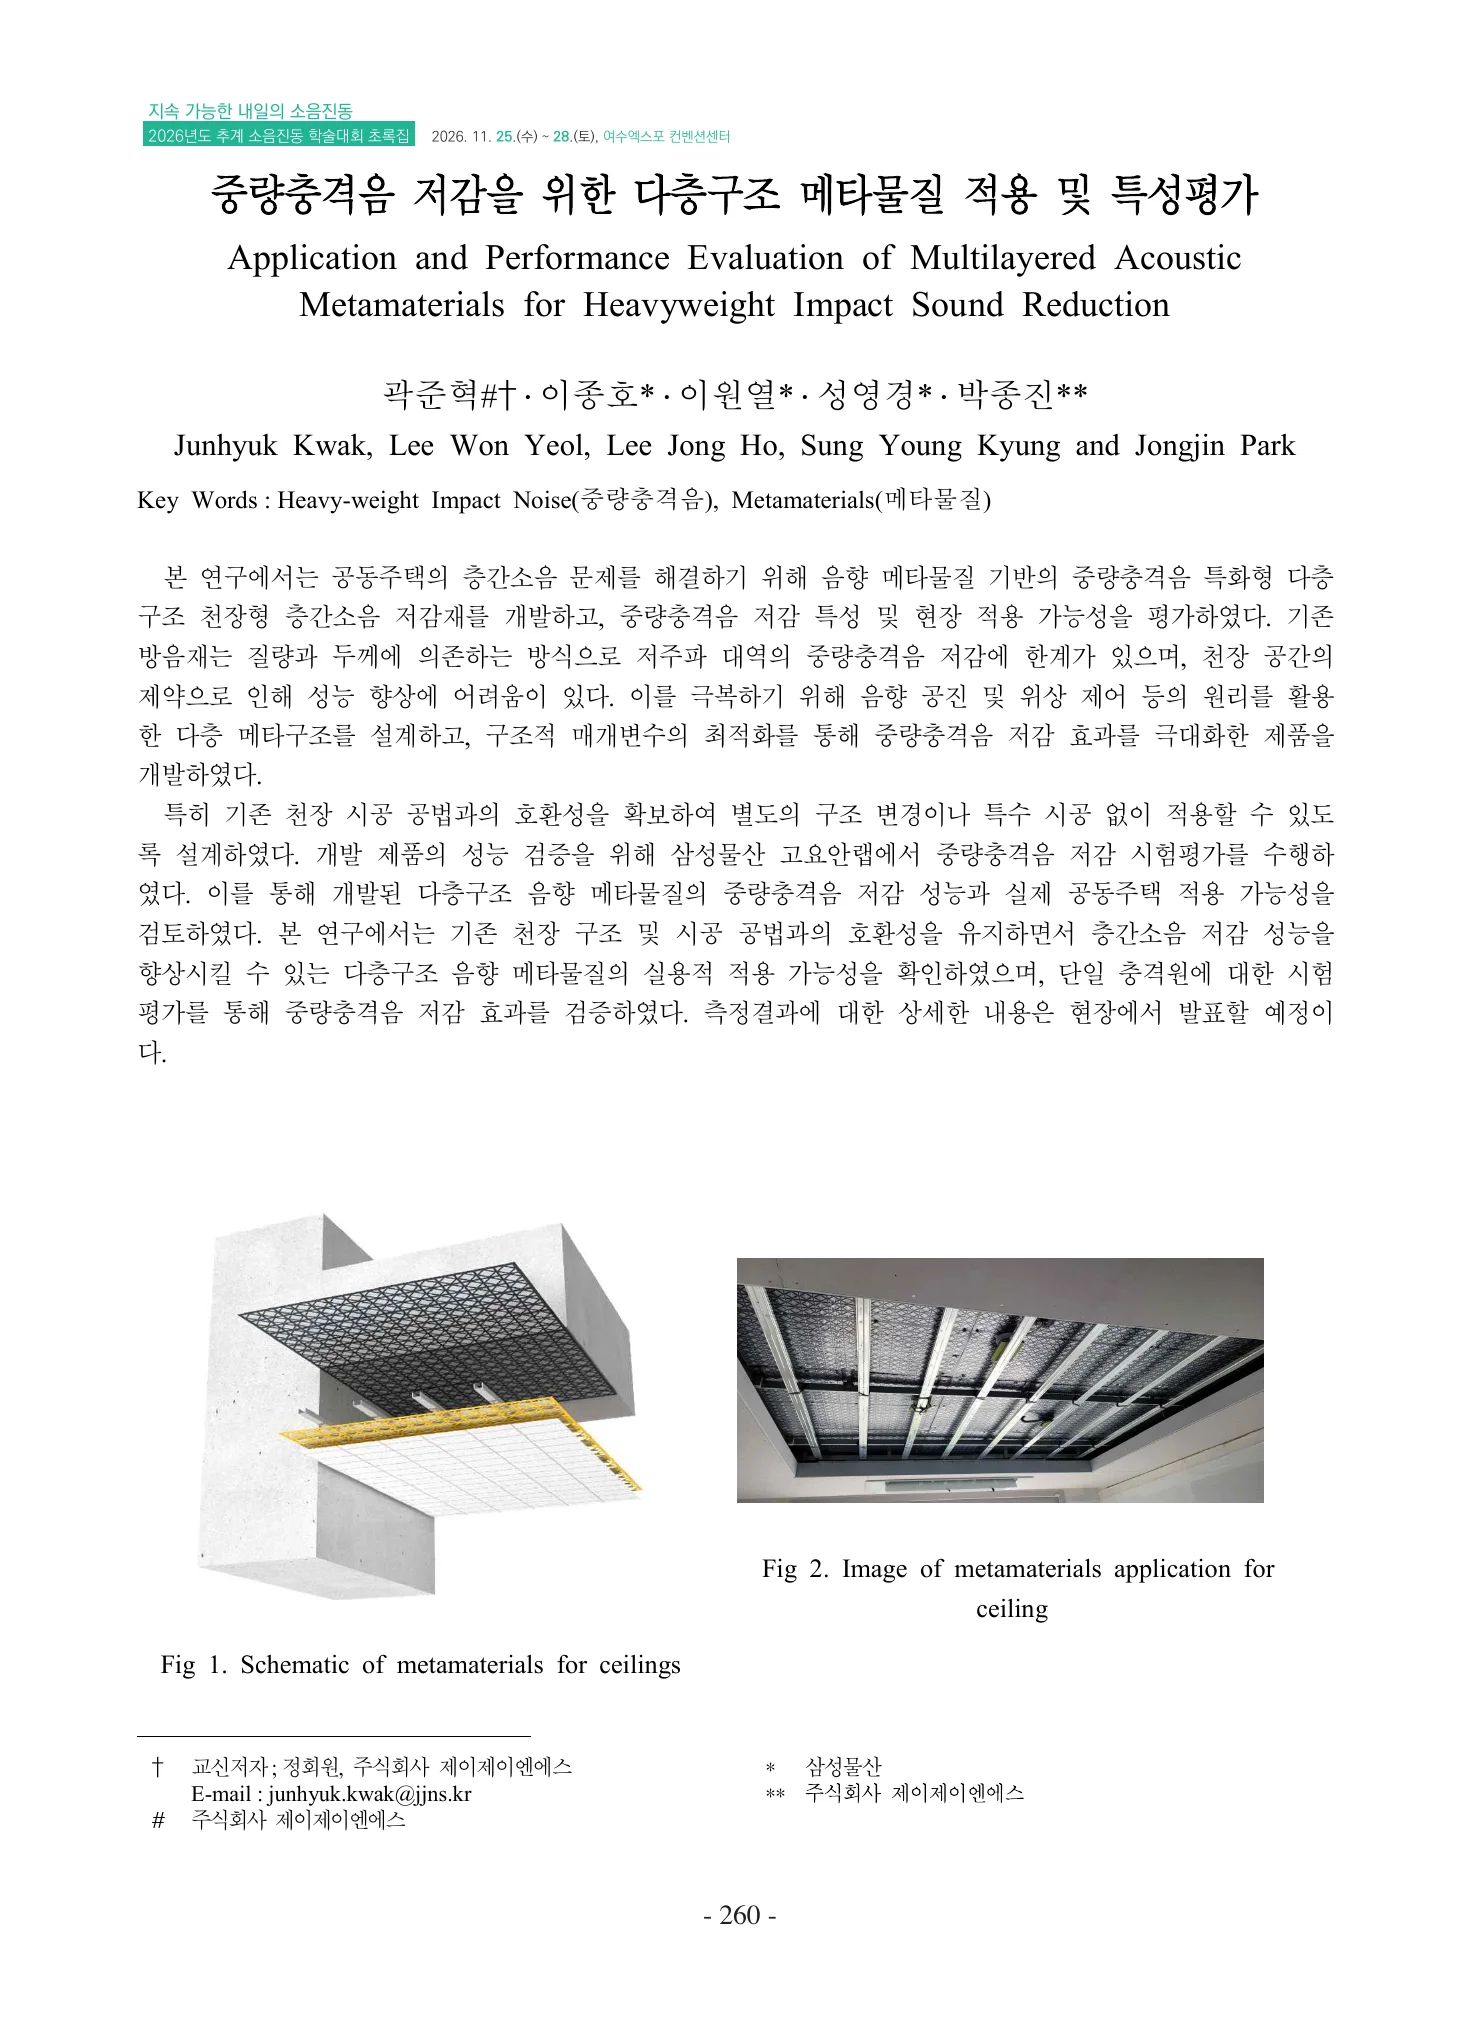 지속 가능한 내일의 소음진동
2026년도 추계 소음진동 학술대회 초록집 2026. 11. 25.(수) ~ 28.(토), 여수엑스포 컨벤션센터
중량충격음 저감을 위한 다층구조 메타물질 적용 및 특성평가
Application and Performance Evaluation of Multilayered Acoustic
Metamaterials for Heavyweight Impact Sound Reduction
곽준혁#† · 이종호* · 이원열* · 성영경* · 박종진**
Junhyuk Kwak, Lee Won Yeol, Lee Jong Ho, Sung Young Kyung and Jongjin Park
Key Words : Heavy-weight Impact Noise(중량충격음), Metamaterials(메타물질)
본 연구에서는 공동주택의 층간소음 문제를 해결하기 위해 음향 메타물질 기반의 중량충격음 특화형 다층
구조 천장형 층간소음 저감재를 개발하고, 중량충격음 저감 특성 및 현장 적용 가능성을 평가하였다. 기존
방음재는 질량과 두께에 의존하는 방식으로 저주파 대역의 중량충격음 저감에 한계가 있으며, 천장 공간의
제약으로 인해 성능 향상에 어려움이 있다. 이를 극복하기 위해 음향 공진 및 위상 제어 등의 원리를 활용
한 다층 메타구조를 설계하고, 구조적 매개변수의 최적화를 통해 중량충격음 저감 효과를 극대화한 제품을
개발하였다.
특히 기존 천장 시공 공법과의 호환성을 확보하여 별도의 구조 변경이나 특수 시공 없이 적용할 수 있도
록 설계하였다. 개발 제품의 성능 검증을 위해 삼성물산 고요안랩에서 중량충격음 저감 시험평가를 수행하
였다. 이를 통해 개발된 다층구조 음향 메타물질의 중량충격음 저감 성능과 실제 공동주택 적용 가능성을
검토하였다. 본 연구에서는 기존 천장 구조 및 시공 공법과의 호환성을 유지하면서 층간소음 저감 성능을
향상시킬 수 있는 다층구조 음향 메타물질의 실용적 적용 가능성을 확인하였으며, 단일 충격원에 대한 시험
평가를 통해 중량충격음 저감 효과를 검증하였다. 측정결과에 대한 상세한 내용은 현장에서 발표할 예정이
다.
Fig 1. Schematic of metamaterials for ceilings
Fig 2. Image of metamaterials application for
ceiling
† 교신저자; 정회원, 주식회사 제이제이엔에스
E-mail : junhyuk.kwak@jjns.kr
# 주식회사 제이제이엔에스
* 삼성물산
** 주식회사 제이제이엔에스
- 260 -